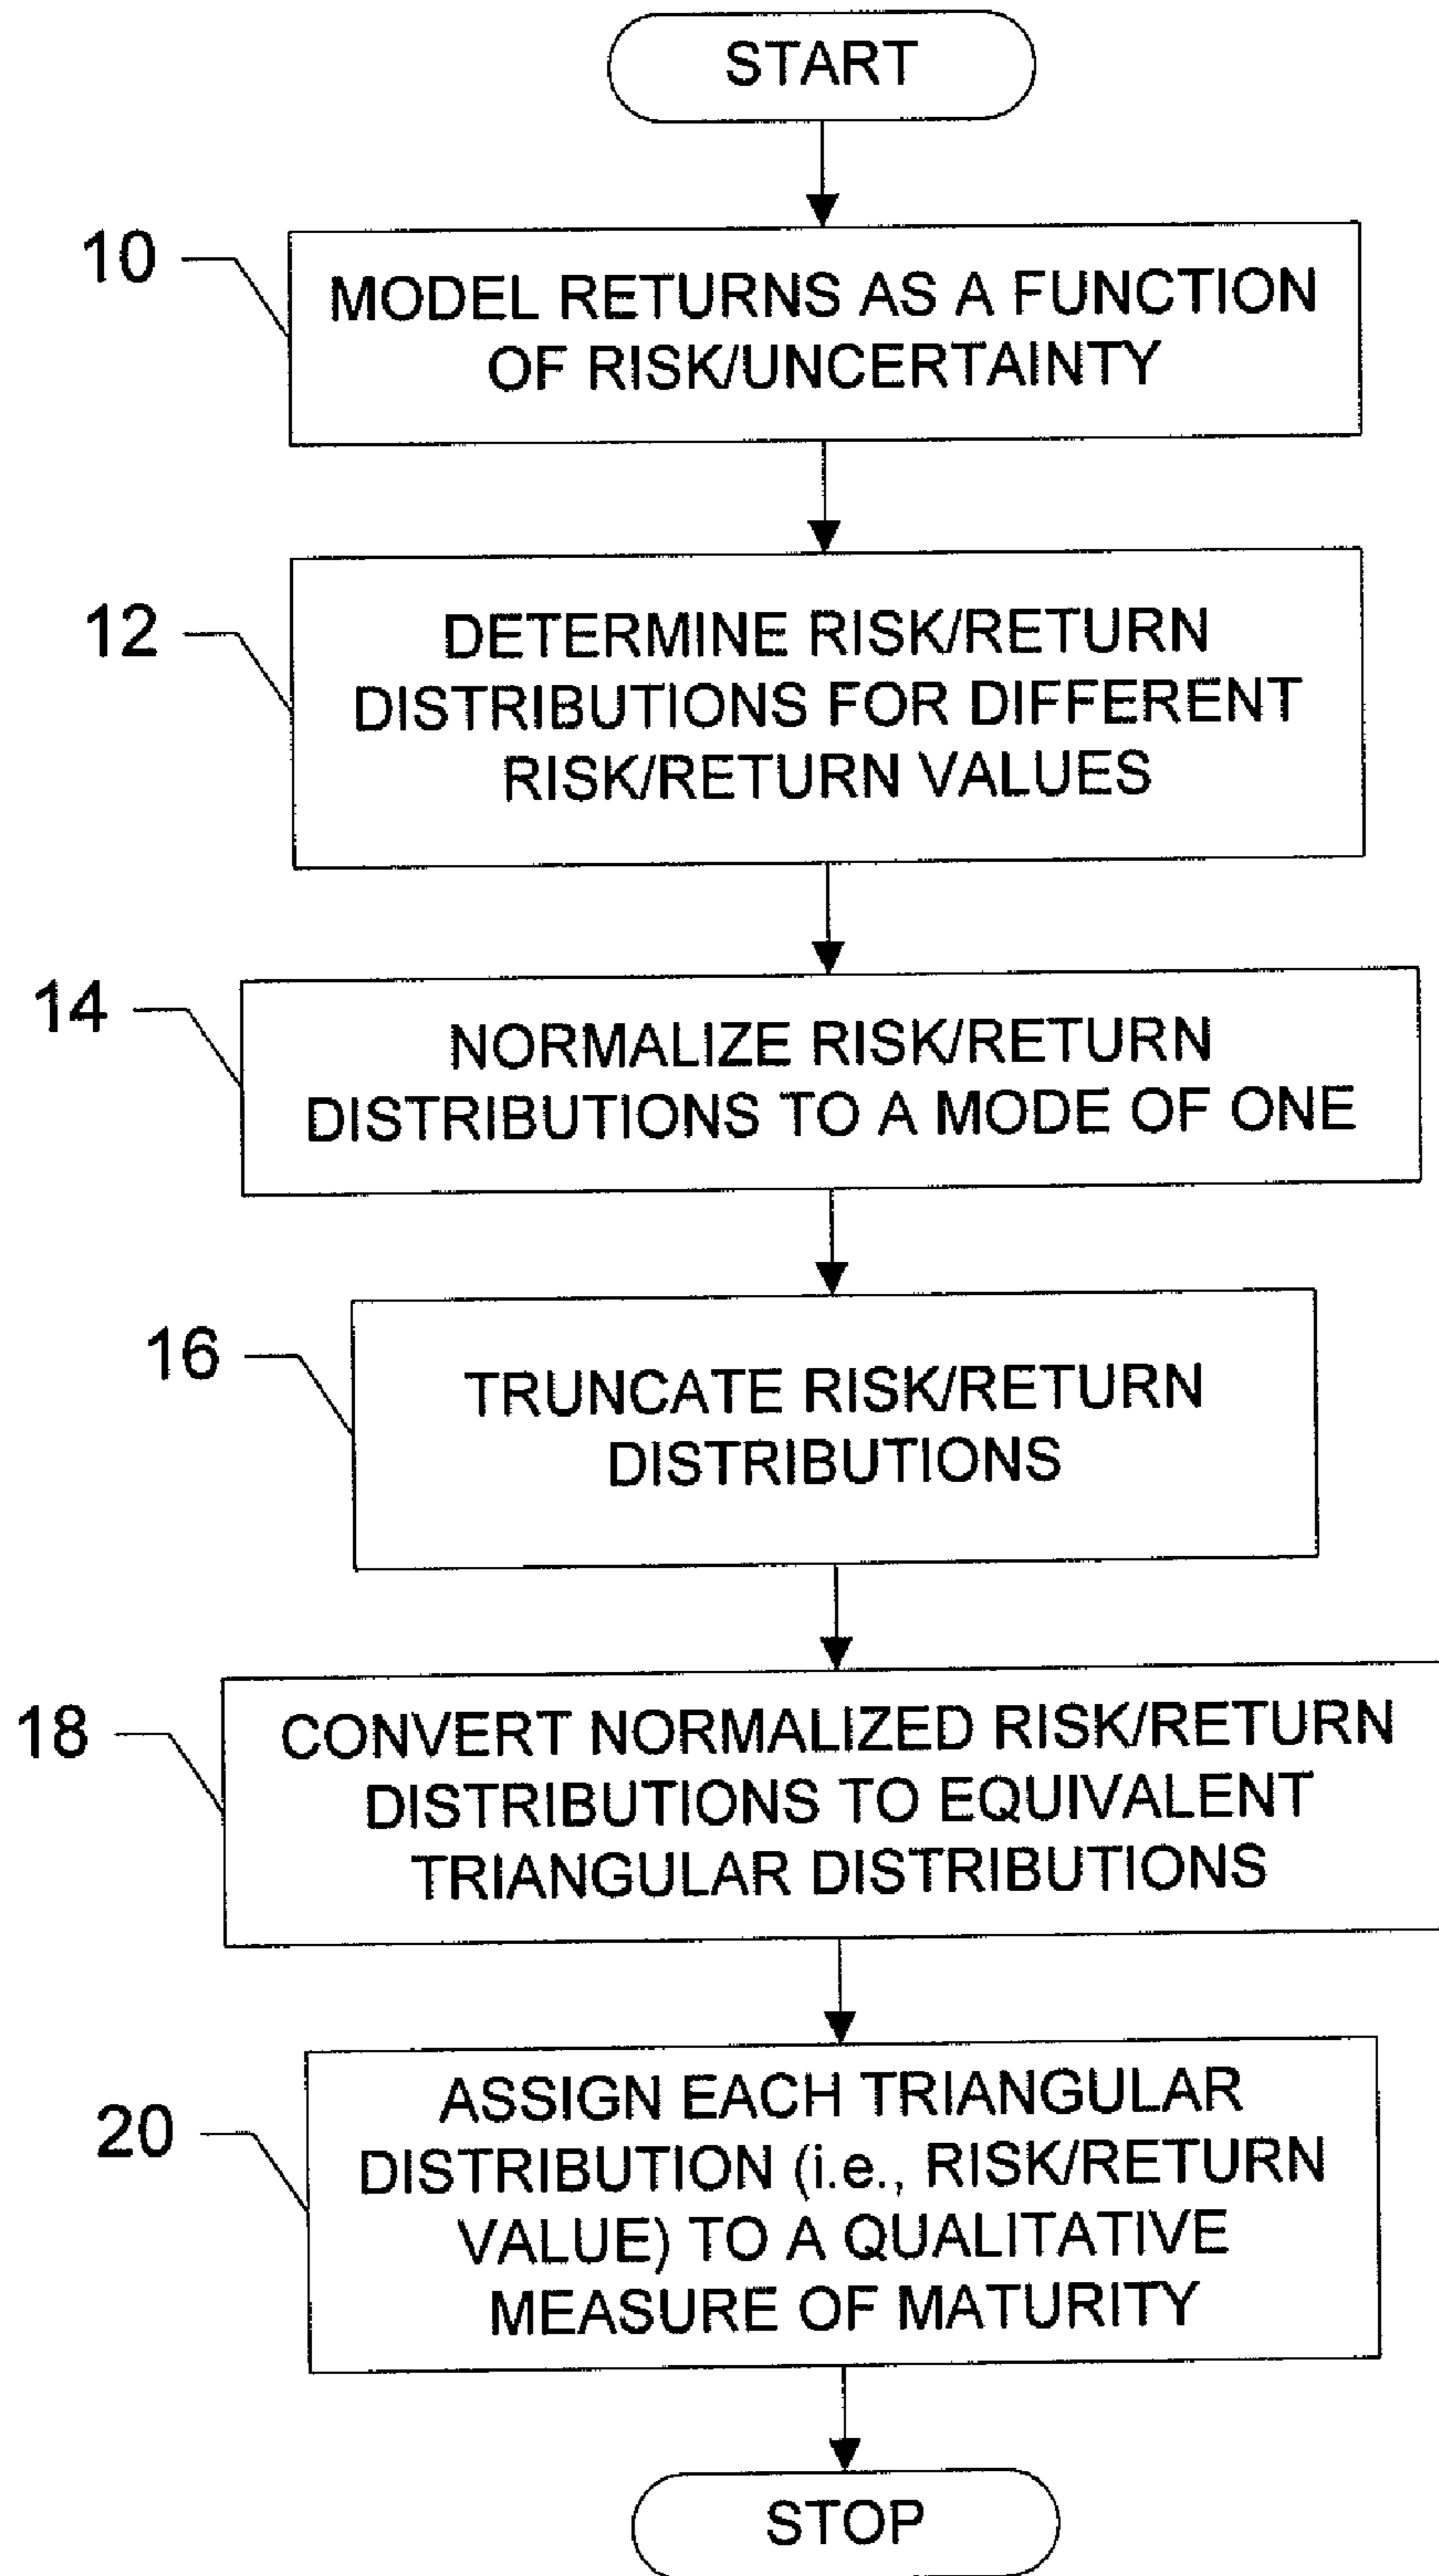 START
10
MODEL RETURNS AS A FUNCTION
OF RISK/UNCERTAINTY
12
DETERMINE RISK/RETURN
DISTRIBUTIONS FOR DIFFERENT
RISK/RETURN VALUES
14
NORMALIZE RISK/RETURN
DISTRIBUTIONS TO A MODE OF ONE
16
TRUNCATE RISK/RETURN
DISTRIBUTIONS
18
CONVERT NORMALIZED RISK/RETURN
DISTRIBUTIONS TO EQUIVALENT
TRIANGULAR DISTRIBUTIONS
20
ASSIGN EACH TRIANGULAR
DISTRIBUTION (i.e., RISK/RETURN
VALUE) TO A QUALITATIVE
MEASURE OF MATURITY
STOP